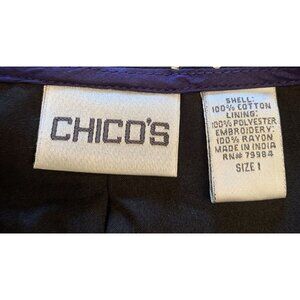 CHICO'S
SHELL:
100% COTTON
LINING:
100% POLYESTER
EMBROIDERY:
100% RAYON
MADE IN INDIA
RN# 79984
SIZE 1